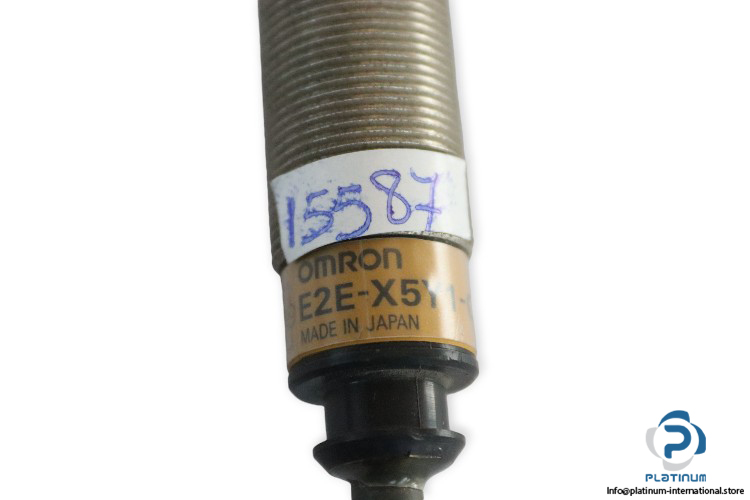 15587
OMRON
E2E-X5Y1-
MADE IN JAPAN
PLATINUM
Info@platinum-international.store